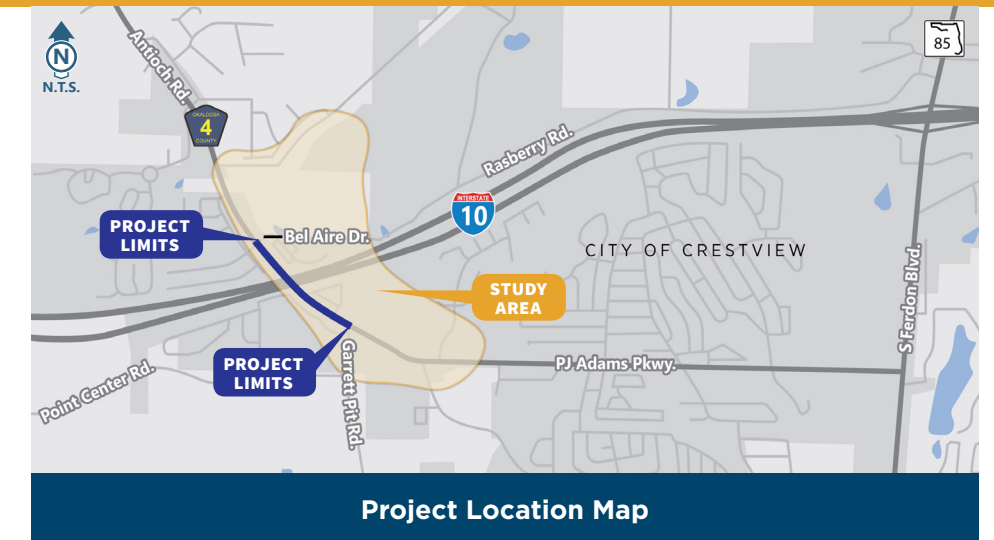 N
N.T.S.
Antioch Rd.
OKALOOSA
4
COUNTY
85
Rasberry Rd.
INTERSTATE
10
PROJECT
LIMITS
Bel Aire Dr.
CITY OF CRESTVIEW
STUDY
AREA
S Ferdon Blvd.
PROJECT
LIMITS
Garrett Pit Rd.
PJ Adams Pkwy.
Point Center Rd.
Project Location Map